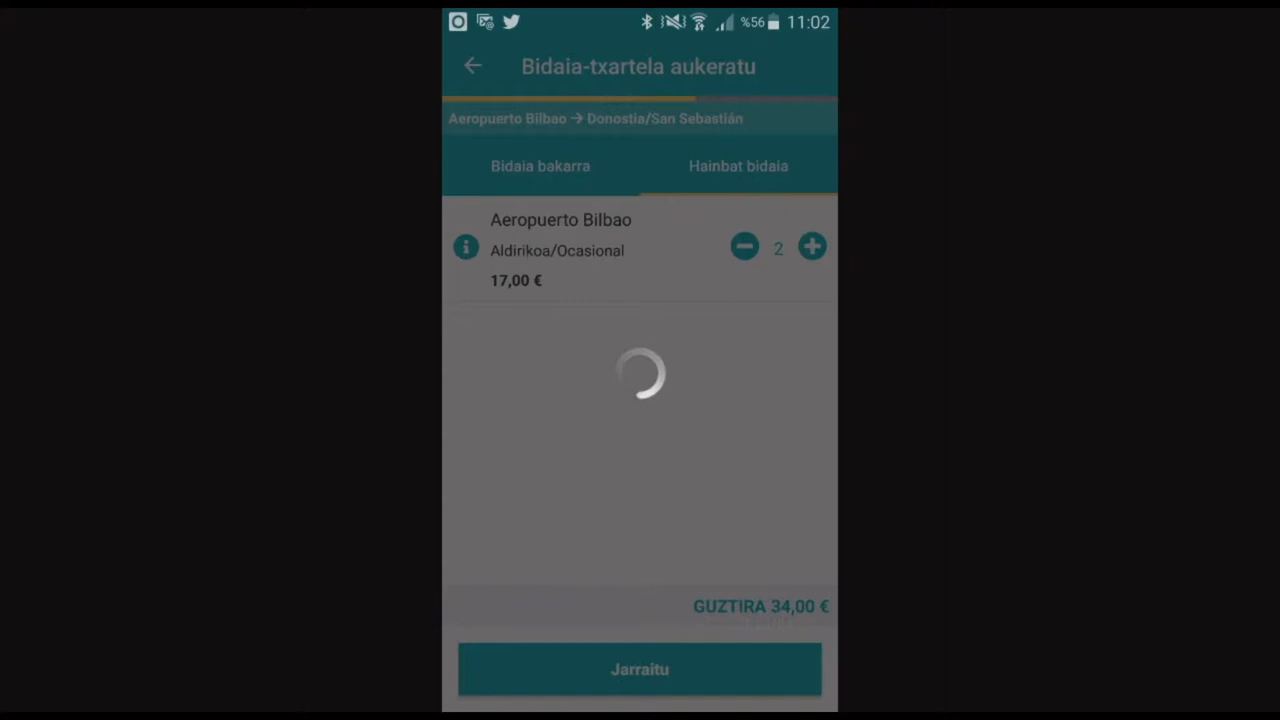 %56 11:02
Bidaia-txartela aukeratu
Aeropuerto Bilbao → Donostia/San Sebastián
Bidaia bakarra Hainbat bidaia
Aeropuerto Bilbao
Aldirikoa/Ocasional
2
17,00 €
GUZTIRA 34,00 €
Jarraitu